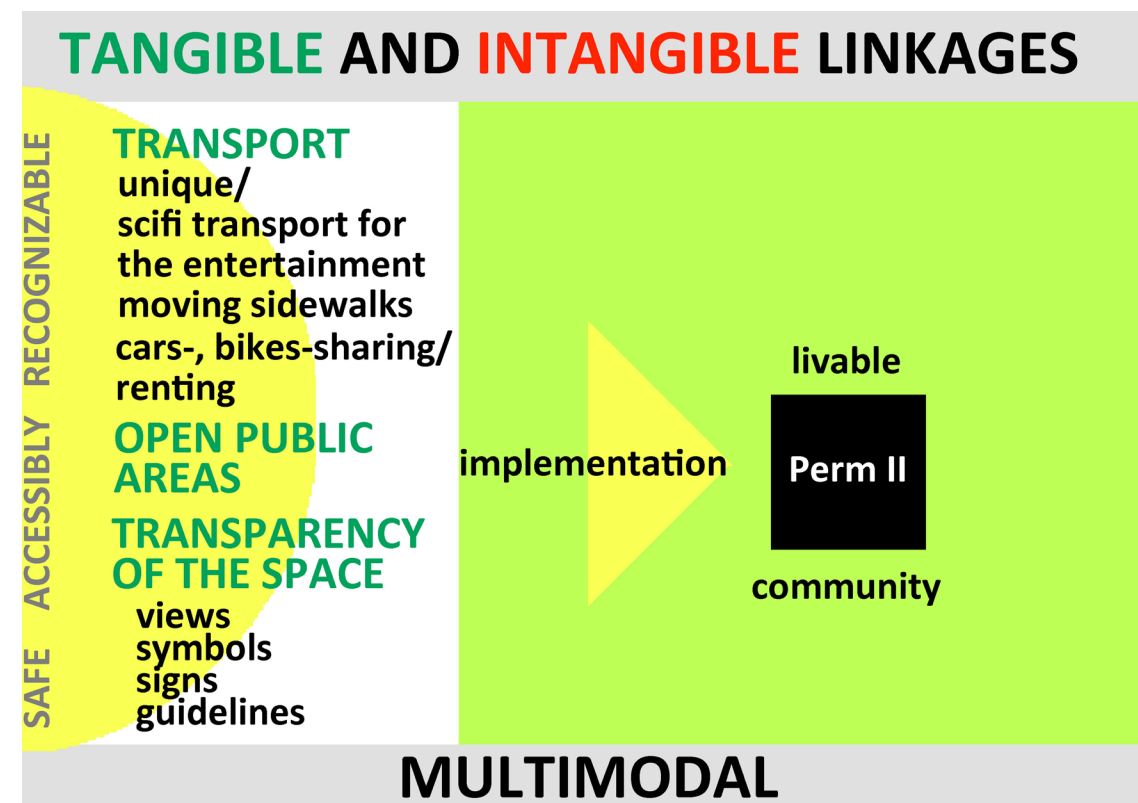 TANGIBLE AND INTANGIBLE LINKAGES
SAFE ACCESSIBLY RECOGNIZABLE
TRANSPORT
unique/
scifi transport for
the entertainment
moving sidewalks
cars-, bikes-sharing/
renting
OPEN PUBLIC
AREAS
TRANSPARENCY
OF THE SPACE
views
symbols
signs
guidelines
implementation
livable
Perm II
community
MULTIMODAL